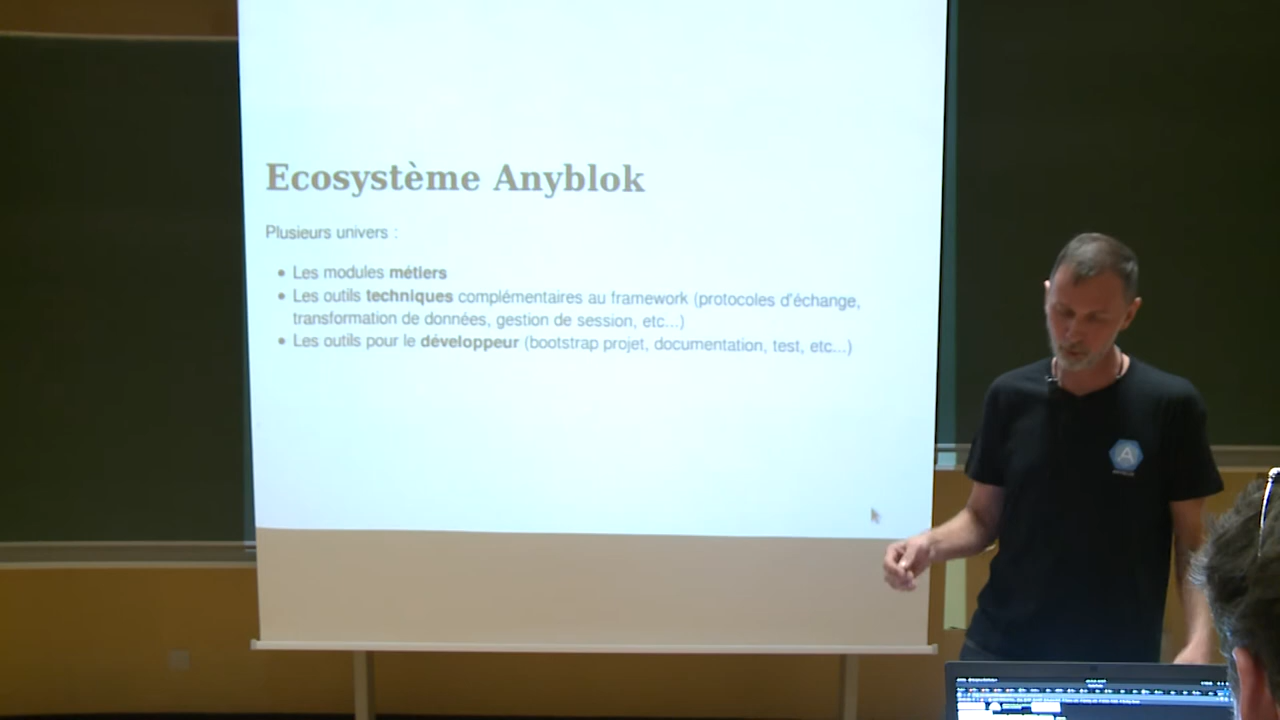 Ecosystème Anyblok
Plusieurs univers :
• Les modules métiers
• Les outils techniques complémentaires au framework (protocoles d'échange,
transformation de données, gestion de session, etc...)
• Les outils pour le développeur (bootstrap projet, documentation, test, etc...)
A